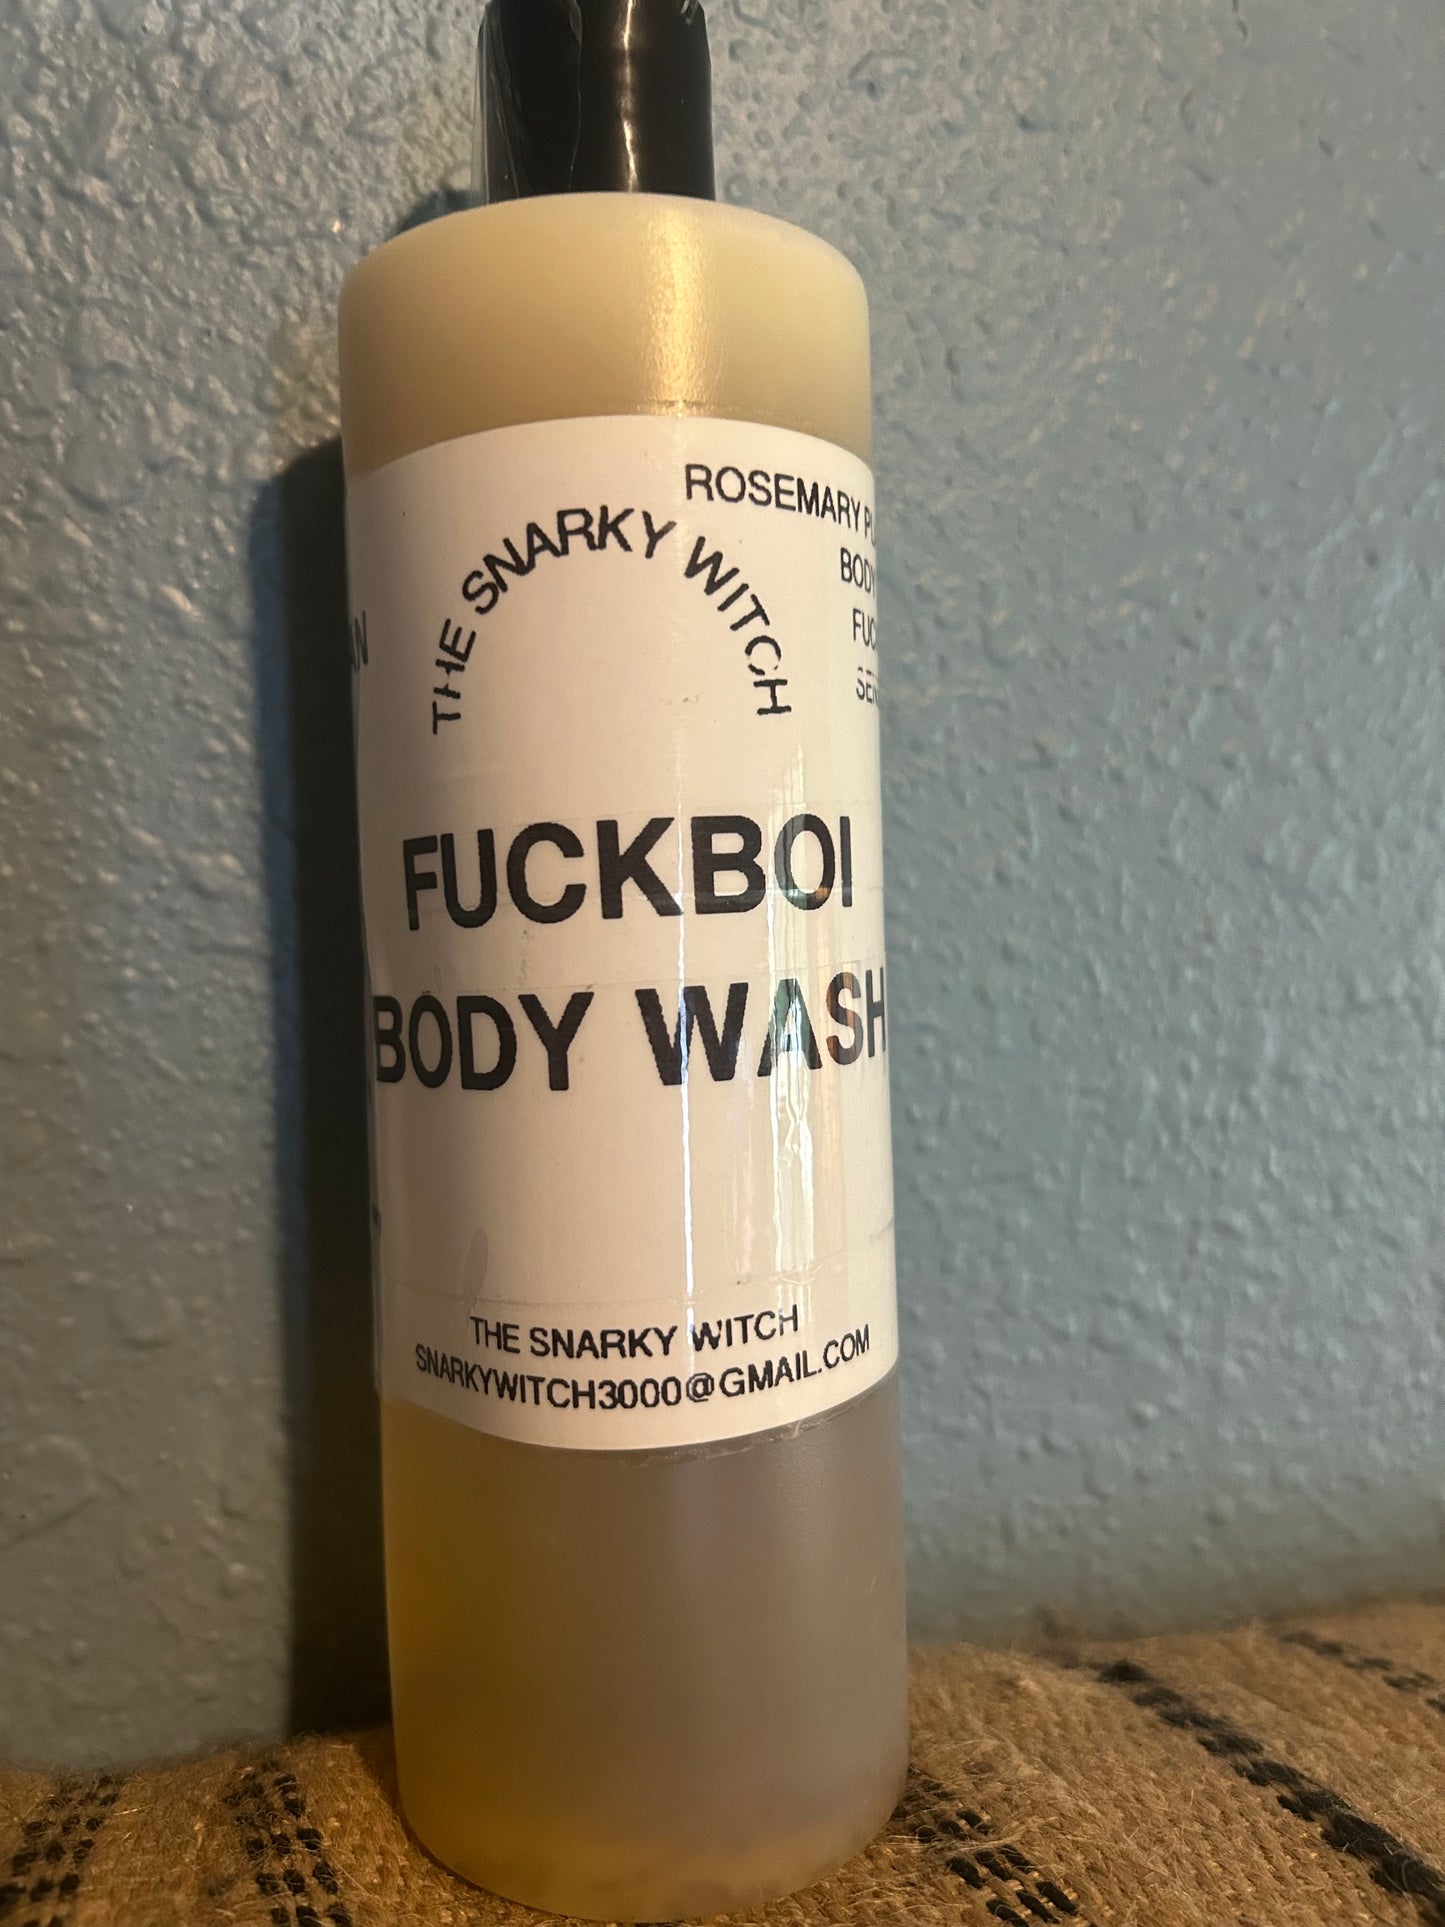 THE SNARKY WITCH
ROSEMARY
FUCKBOI
BODY WASH
THE SNARKY WITCH
SNARKYWITCH3000@GMAIL.COM